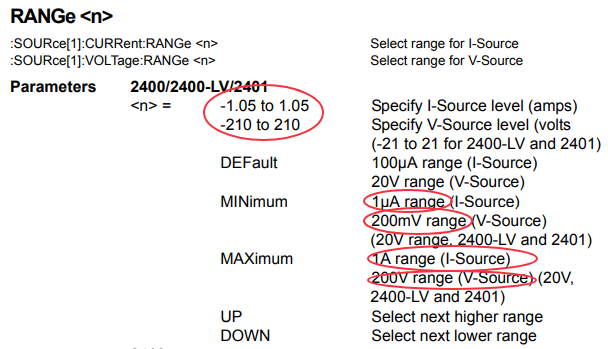 RANGe <n>
:SOURce[1]:CURRent:RANGe <n> Select range for I-Source
:SOURce[1]:VOLTage:RANGe <n> Select range for V-Source
Parameters 2400/2400-LV/2401
<n> = -1.05 to 1.05 Specify I-Source level (amps)
-210 to 210 Specify V-Source level (volts
(-21 to 21 for 2400-LV and 2401)
DEFault 100µA range (I-Source)
20V range (V-Source)
MINimum 1µA range (I-Source)
200mV range (V-Source)
(20V range, 2400-LV and 2401)
MAXimum 1A range (I-Source)
200V range (V-Source) (20V,
2400-LV and 2401)
UP Select next higher range
DOWN Select next lower range